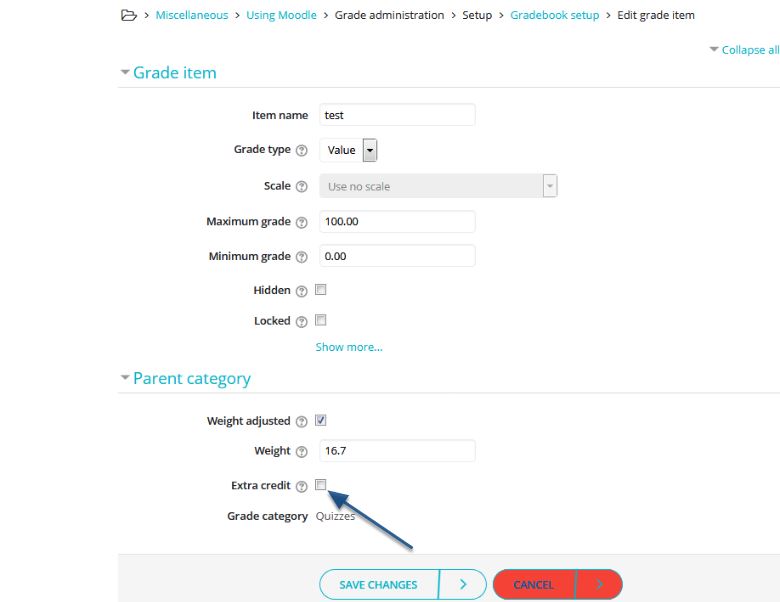 > Miscellaneous > Using Moodle > Grade administration > Setup > Gradebook setup > Edit grade item
Collapse all
Grade item
Item name test
Grade type ? Value
Scale ? Use no scale
Maximum grade ? 100.00
Minimum grade ? 0.00
Hidden ?
Locked ?
Show more...
Parent category
Weight adjusted ?
Weight ? 16.7
Extra credit ?
Grade category Quizzes
SAVE CHANGES > CANCEL >